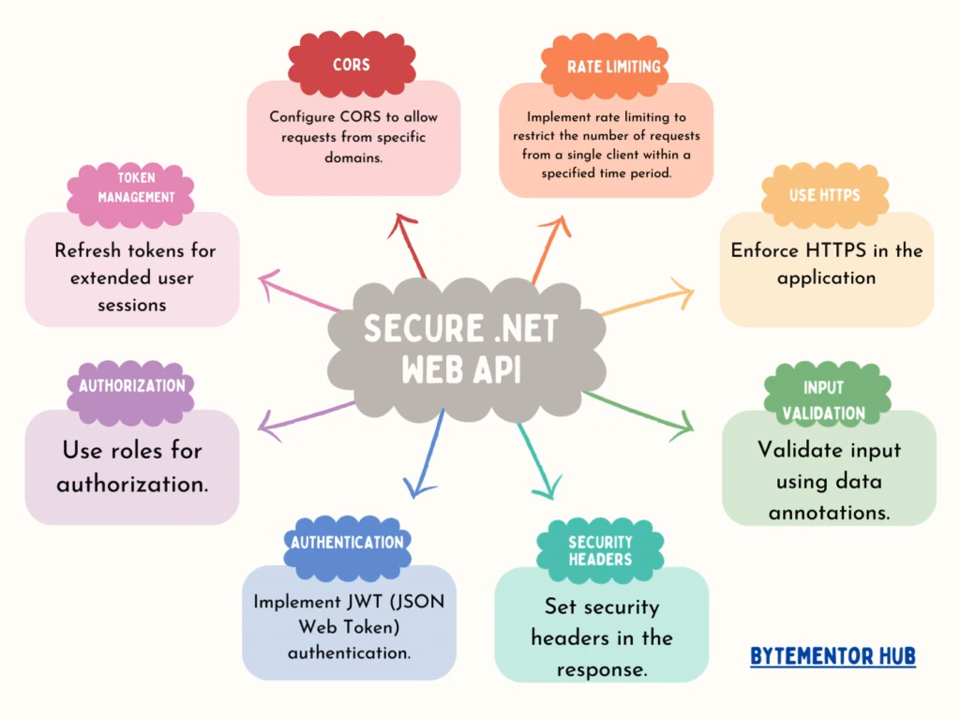 CORS
Configure CORS to allow
requests from specific
domains.
RATE LIMITING
Implement rate limiting to
restrict the number of requests
from a single client within a
specified time period.
TOKEN
MANAGEMENT
Refresh tokens for
extended user
sessions
USE HTTPS
Enforce HTTPS in the
application
SECURE .NET
WEB API
AUTHORIZATION
Use roles for
authorization.
INPUT
VALIDATION
Validate input
using data
annotations.
AUTHENTICATION
Implement JWT (JSON
Web Token)
authentication.
SECURITY
HEADERS
Set security
headers in the
response.
BYTEMENTOR HUB